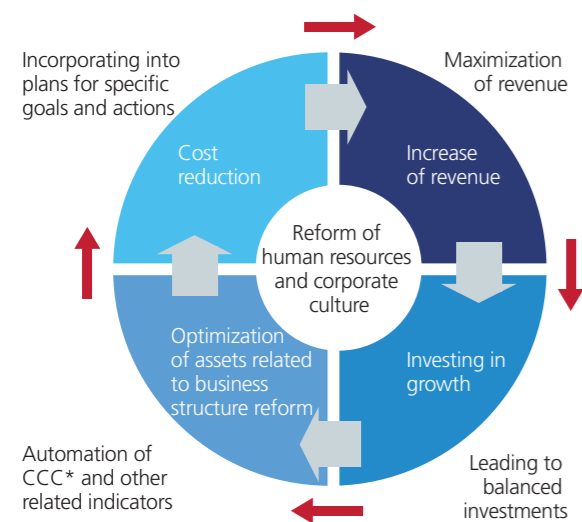 Incorporating into
plans for specific
goals and actions
Maximization
of revenue
Cost
reduction
Increase
of revenue
Reform of
human resources
and corporate
culture
Optimization
of assets related
to business
structure reform
Investing in
growth
Automation of
CCC* and other
related indicators
Leading to
balanced
investments